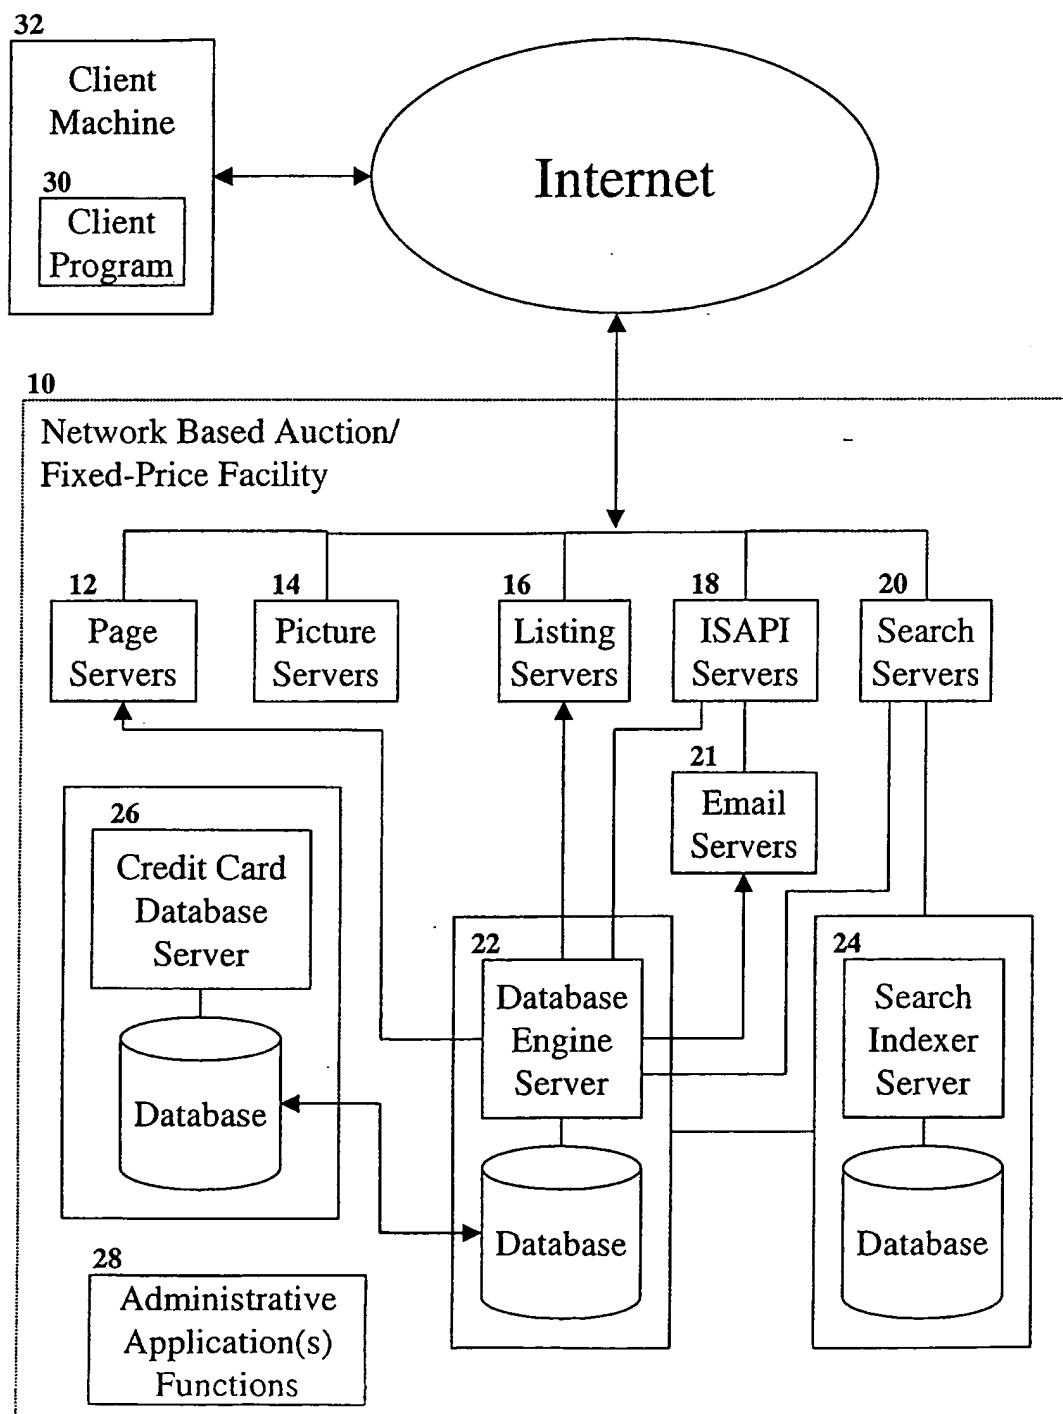 32
Client
Machine
30
Client
Program
Internet
10
Network Based Auction/
Fixed-Price Facility
12
Page
Servers
14
Picture
Servers
16
Listing
Servers
18
ISAPI
Servers
20
Search
Servers
21
Email
Servers
26
Credit Card
Database
Server
Database
22
Database
Engine
Server
Database
24
Search
Indexer
Server
Database
28
Administrative
Application(s)
Functions